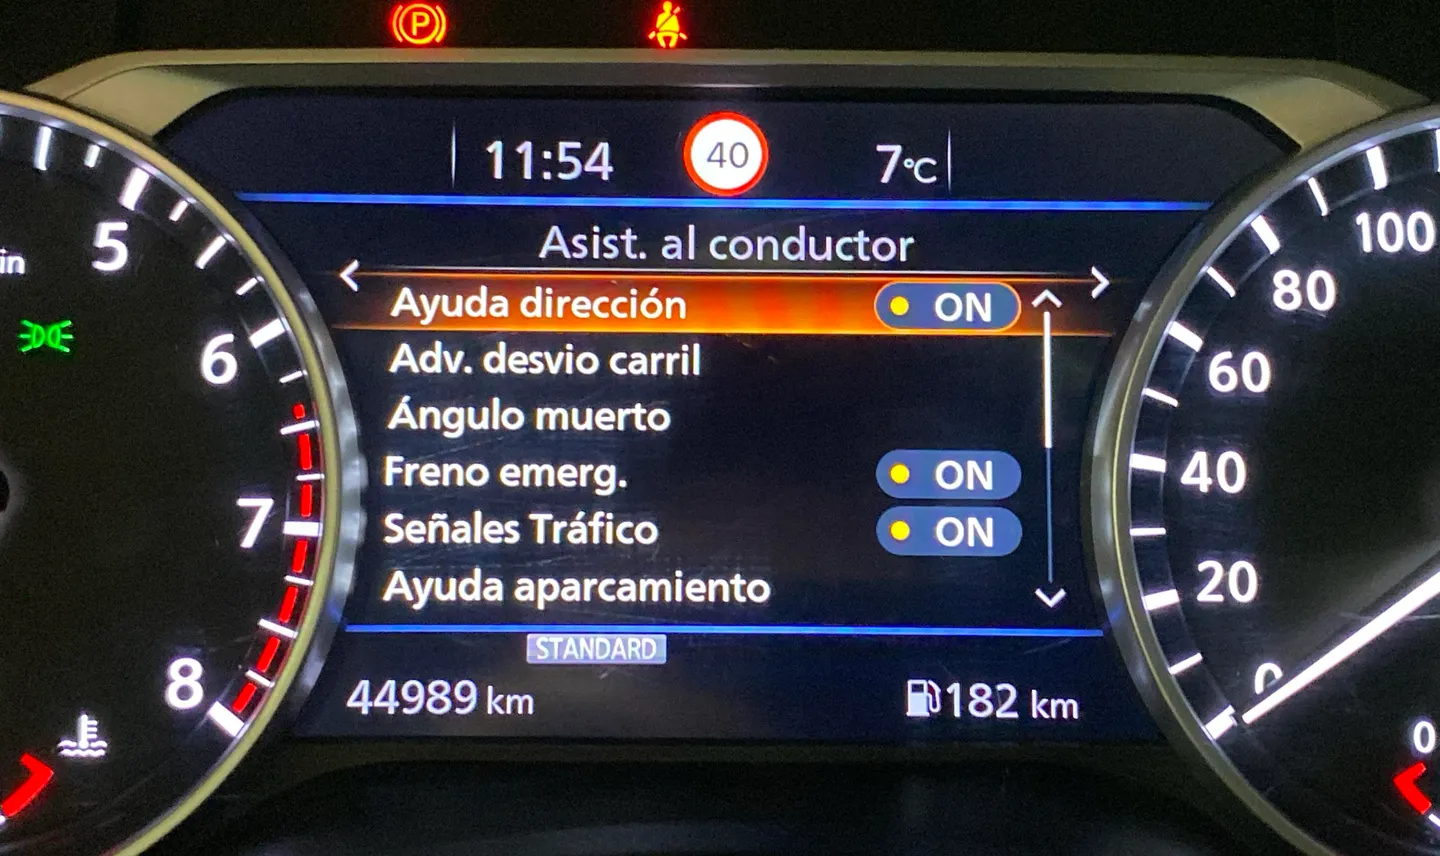 P
11:54 40 7°C
Asist. al conductor
Ayuda dirección ON
Adv. desvio carril
Ángulo muerto
Freno emerg. ON
Señales Tráfico ON
Ayuda aparcamiento
STANDARD
44989 km 182 km
in
5
6
7
8
100
80
60
40
20
0
0